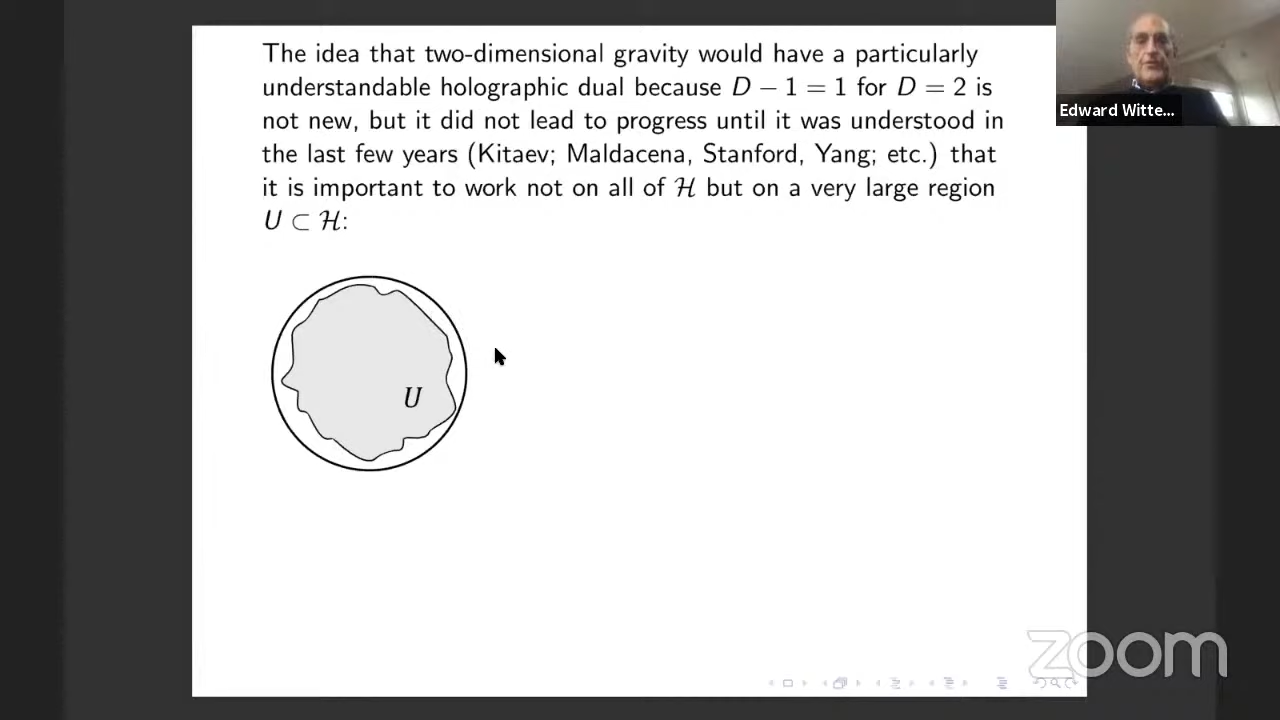 The idea that two-dimensional gravity would have a particularly
understandable holographic dual because D − 1 = 1 for D = 2 is
not new, but it did not lead to progress until it was understood in
the last few years (Kitaev; Maldacena, Stanford, Yang; etc.) that
it is important to work not on all of ℋ but on a very large region
U ⊂ ℋ:
U
Edward Witte...
zoom